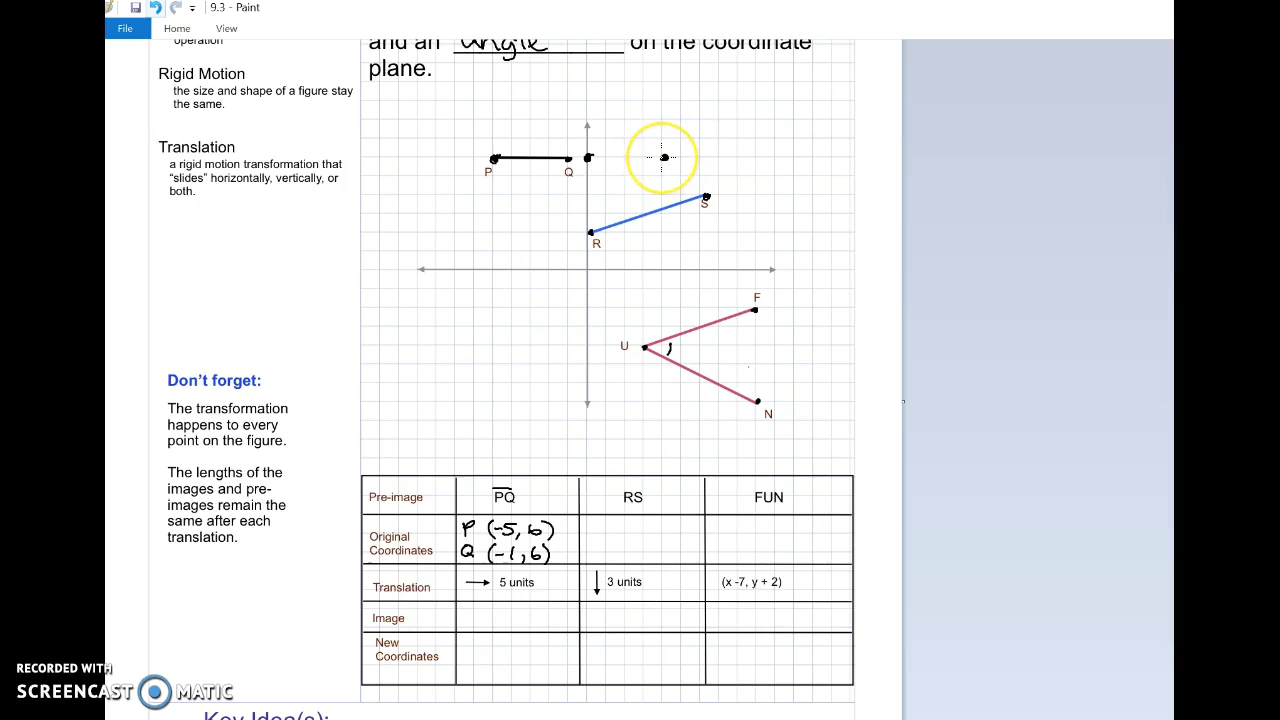 9.3 - Paint
File Home View
operation
and an angle on the coordinate
plane.
Rigid Motion
the size and shape of a figure stay
the same.
Translation
a rigid motion transformation that
“slides” horizontally, vertically, or
both.
P
Q
S
R
F
U
N
Don’t forget:
The transformation
happens to every
point on the figure.
The lengths of the
images and pre-
images remain the
same after each
translation.
Pre-image PQ RS FUN
Original
Coordinates
P (-5, 6)
Q (-1, 6)
Translation → 5 units ↓ 3 units (x -7, y + 2)
Image
New
Coordinates
RECORDED WITH
SCREENCAST MATIC
Key Idea(s):